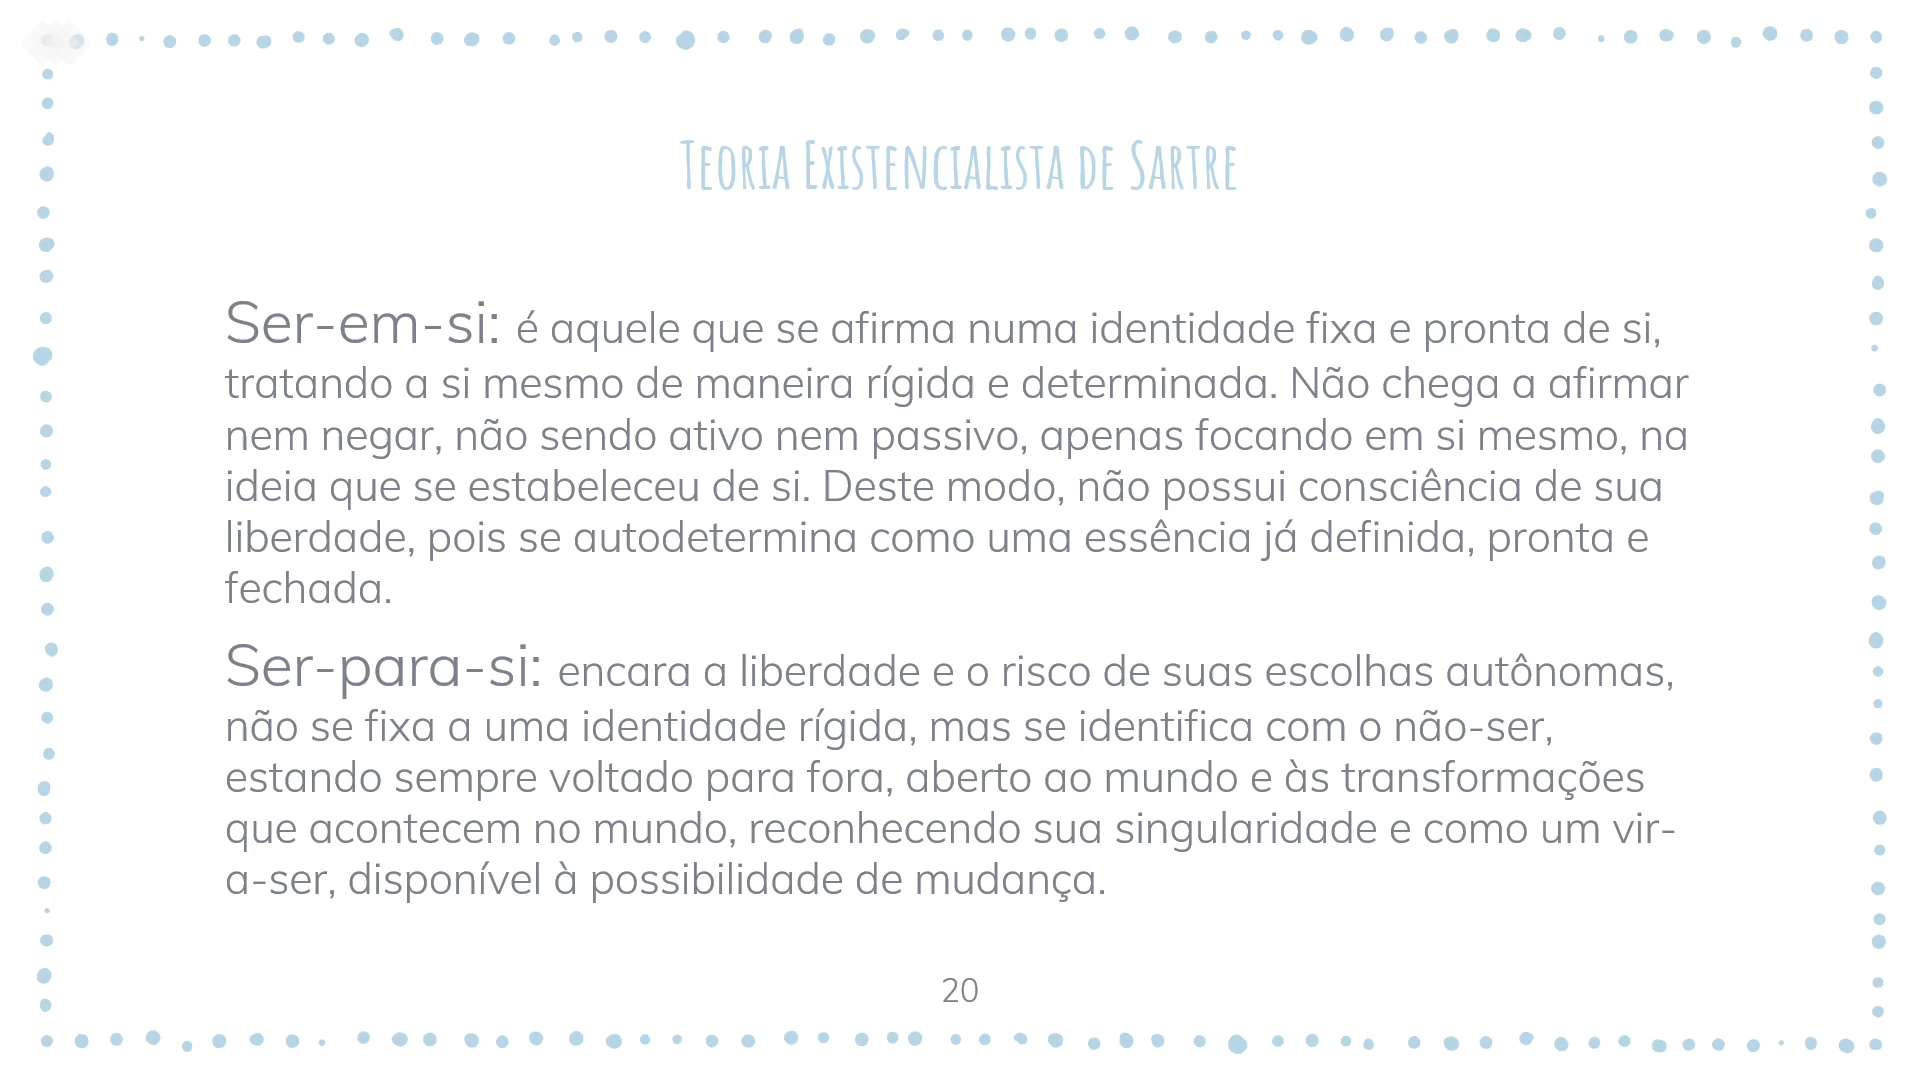 Teoria Existencialista de Sartre
Ser-em-si: é aquele que se afirma numa identidade fixa e pronta de si,
tratando a si mesmo de maneira rígida e determinada. Não chega a afirmar
nem negar, não sendo ativo nem passivo, apenas focando em si mesmo, na
ideia que se estabeleceu de si. Deste modo, não possui consciência de sua
liberdade, pois se autodetermina como uma essência já definida, pronta e
fechada.
Ser-para-si: encara a liberdade e o risco de suas escolhas autônomas,
não se fixa a uma identidade rígida, mas se identifica com o não-ser,
estando sempre voltado para fora, aberto ao mundo e às transformações
que acontecem no mundo, reconhecendo sua singularidade e como um vir-
a-ser, disponível à possibilidade de mudança.
20